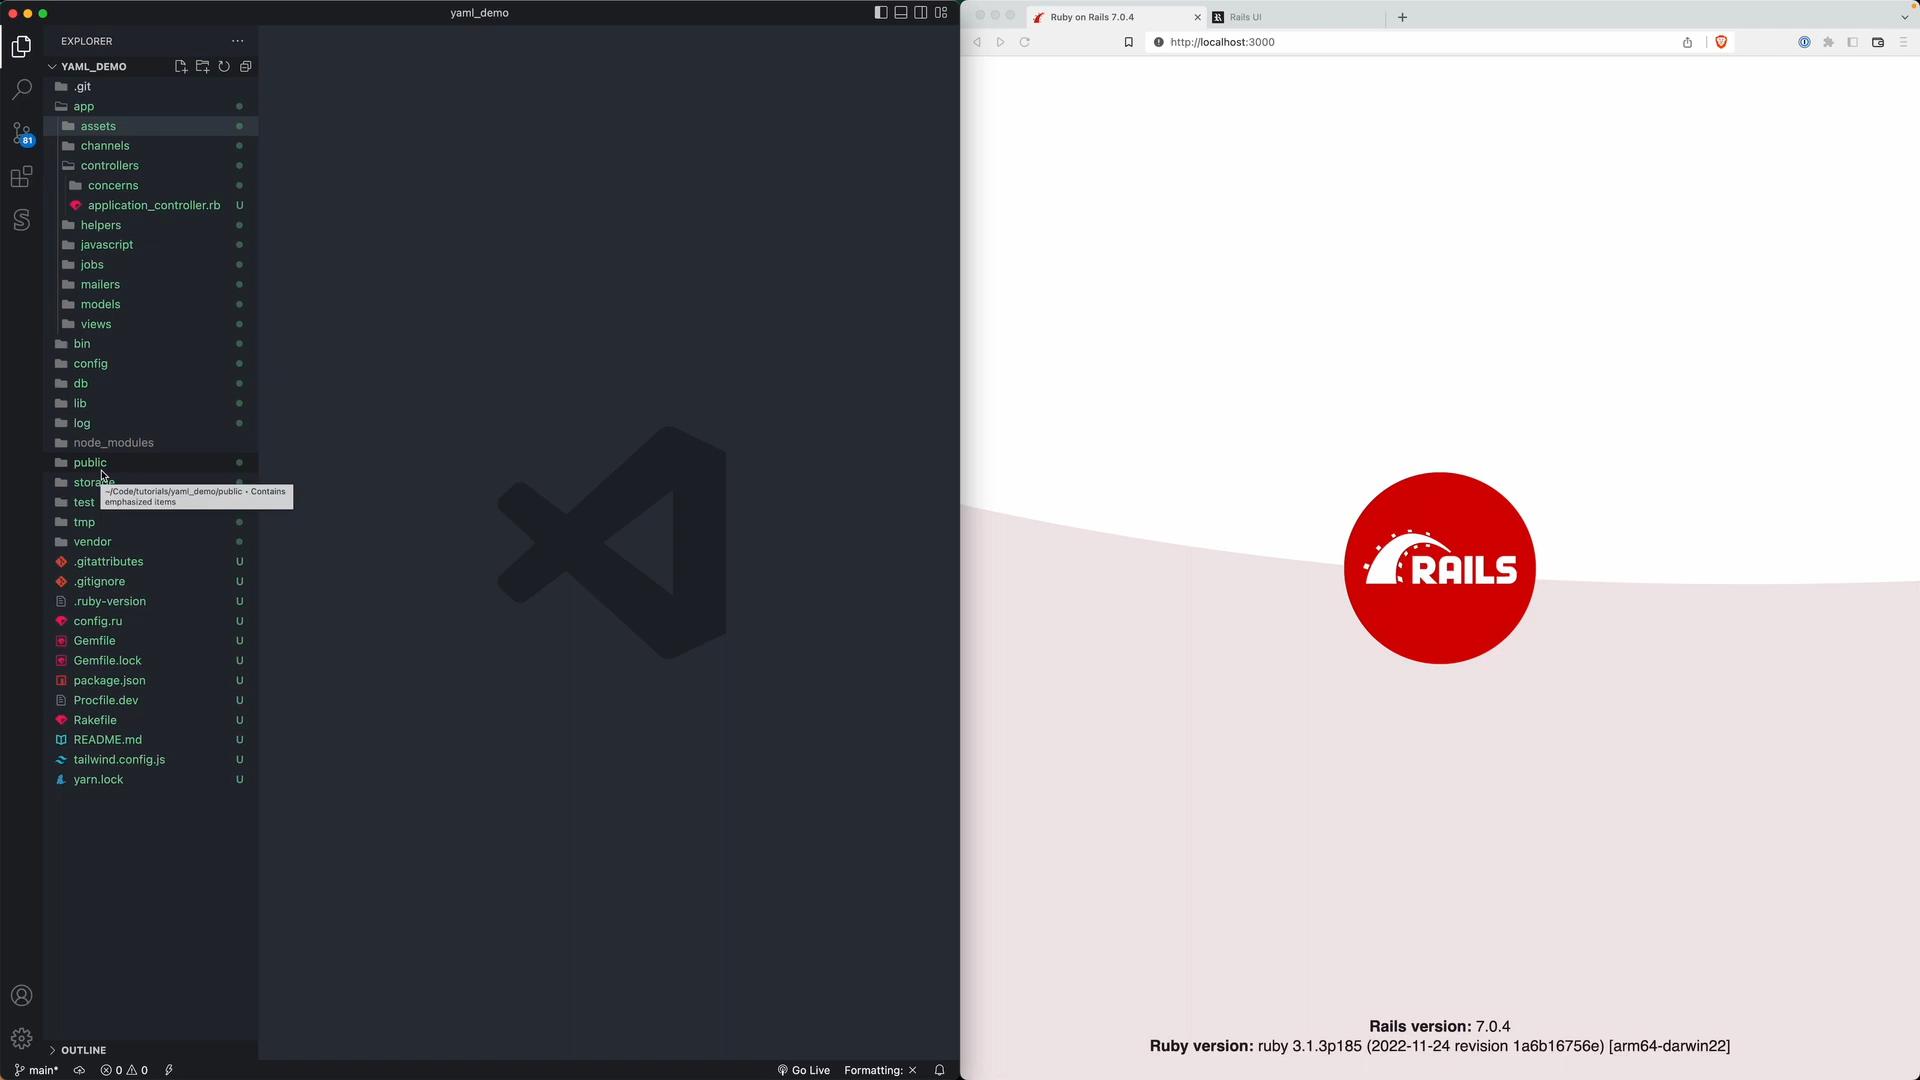 yaml_demo
EXPLORER
YAML_DEMO
.git
app
assets
channels
controllers
concerns
application_controller.rb U
helpers
javascript
jobs
mailers
models
views
bin
config
db
lib
log
node_modules
public
storage
~/Code/tutorials/yaml_demo/public • Contains
emphasized items
test
tmp
vendor
.gitattributes U
.gitignore U
.ruby-version U
config.ru U
Gemfile U
Gemfile.lock U
package.json U
Procfile.dev U
Rakefile U
README.md U
tailwind.config.js U
yarn.lock U
81
OUTLINE
main* 0 0 Go Live Formatting: ×
Ruby on Rails 7.0.4
Rails UI
http://localhost:3000
RAILS
Rails version: 7.0.4
Ruby version: ruby 3.1.3p185 (2022-11-24 revision 1a6b16756e) [arm64-darwin22]